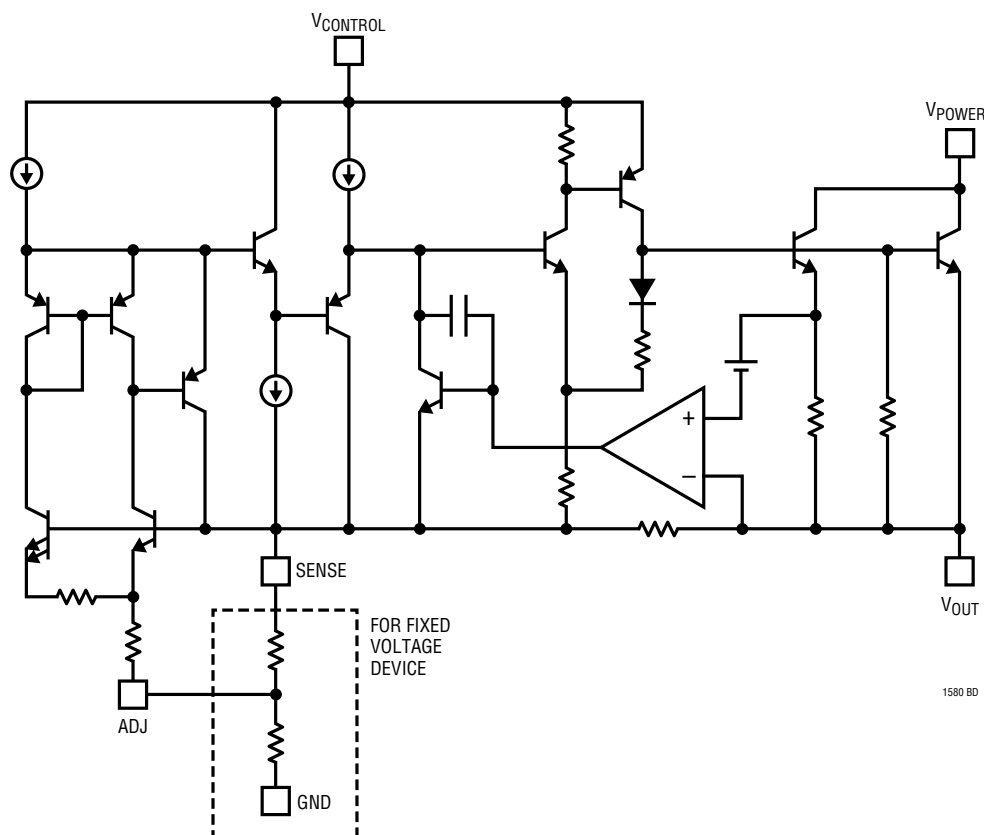 VCONTROL
VPOWER
+
−
SENSE
VOUT
FOR FIXED
VOLTAGE
DEVICE
1580 BD
ADJ
GND